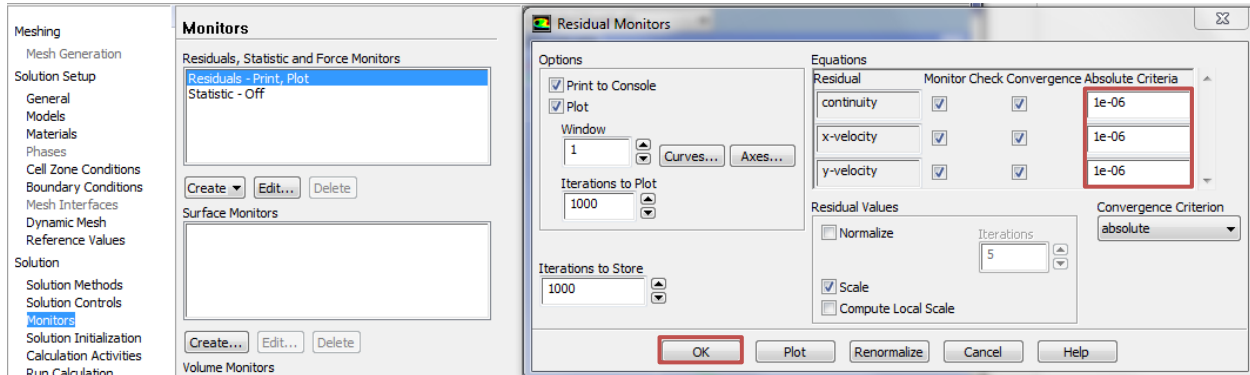 Meshing
Mesh Generation
Solution Setup
General
Models
Materials
Phases
Cell Zone Conditions
Boundary Conditions
Mesh Interfaces
Dynamic Mesh
Reference Values
Solution
Solution Methods
Solution Controls
Monitors
Solution Initialization
Calculation Activities
Run Calculation
Monitors
Residuals, Statistic and Force Monitors
Residuals - Print, Plot
Statistic - Off
Create Edit... Delete
Surface Monitors
Create... Edit... Delete
Volume Monitors
Residual Monitors
Options
Print to Console
Plot
Window
1
Curves... Axes...
Iterations to Plot
1000
Iterations to Store
1000
Equations
Residual Monitor Check Convergence Absolute Criteria
continuity 1e-06
x-velocity 1e-06
y-velocity 1e-06
Residual Values
Normalize
Iterations
5
Scale
Compute Local Scale
Convergence Criterion
absolute
OK Plot Renormalize Cancel Help